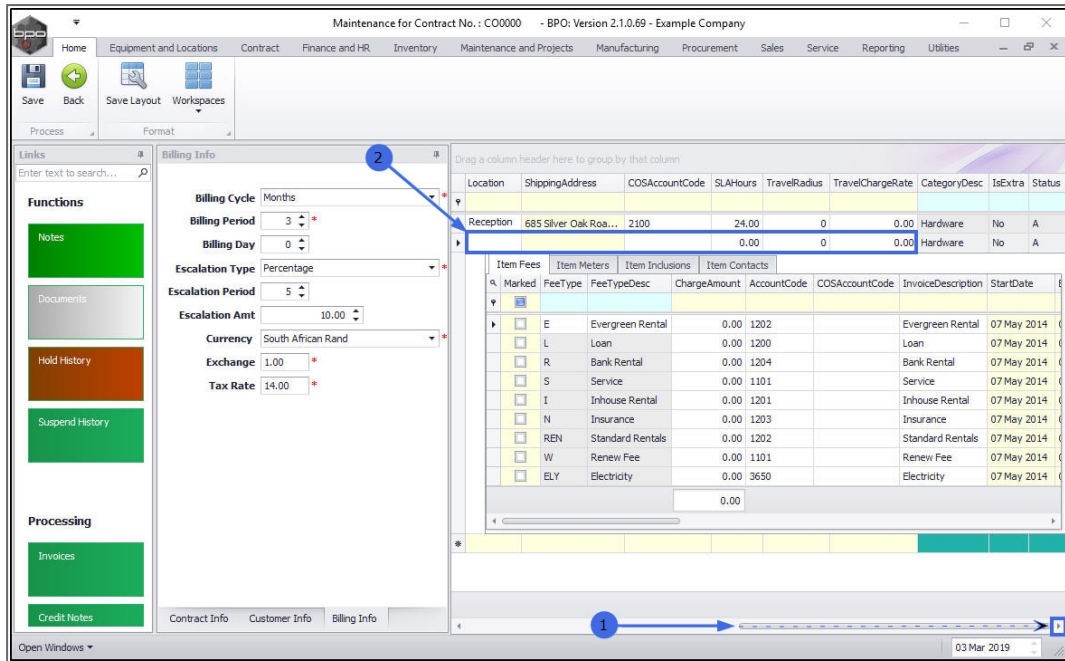 bpo
Maintenance for Contract No. : CO0000 - BPO: Version 2.1.0.69 - Example Company
Home Equipment and Locations Contract Finance and HR Inventory Maintenance and Projects Manufacturing Procurement Sales Service Reporting Utilities
Save Back Save Layout Workspaces
Process Format
Links
Enter text to search...
Functions
Notes
Documents
Hold History
Suspend History
Processing
Invoices
Credit Notes
Billing Info
Billing Cycle Months *
Billing Period 3 *
Billing Day 0
Escalation Type Percentage *
Escalation Period 5
Escalation Amt 10.00
Currency South African Rand *
Exchange 1.00 *
Tax Rate 14.00 *
Contract Info Customer Info Billing Info
2
Drag a column header here to group by that column
Location ShippingAddress COSAccountCode SLAHours TravelRadius TravelChargeRate CategoryDesc IsExtra Status
Reception 685 Silver Oak Roa... 2100 24.00 0 0.00 Hardware No A
0.00 0 0.00 Hardware No A
Item Fees Item Meters Item Inclusions Item Contacts
Marked FeeType FeeTypeDesc ChargeAmount AccountCode COSAccountCode InvoiceDescription StartDate
E Evergreen Rental 0.00 1202 Evergreen Rental 07 May 2014
L Loan 0.00 1200 Loan 07 May 2014
R Bank Rental 0.00 1204 Bank Rental 07 May 2014
S Service 0.00 1101 Service 07 May 2014
I Inhouse Rental 0.00 1201 Inhouse Rental 07 May 2014
N Insurance 0.00 1203 Insurance 07 May 2014
REN Standard Rentals 0.00 1202 Standard Rentals 07 May 2014
W Renew Fee 0.00 1101 Renew Fee 07 May 2014
ELY Electricity 0.00 3650 Electricity 07 May 2014
0.00
1
Open Windows 03 Mar 2019